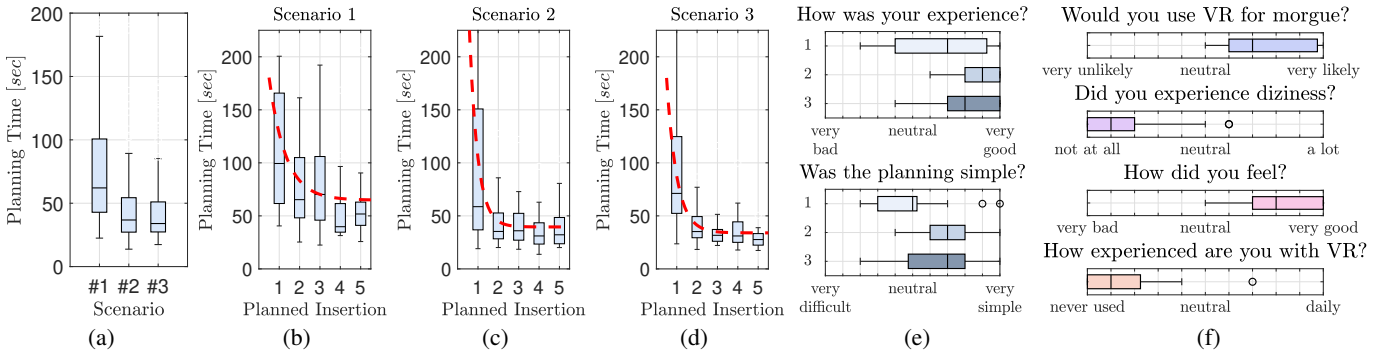 Planning Time [sec]
200
150
100
50
0
#1 #2 #3
Scenario
(a)
Scenario 1
Planning Time [sec]
200
150
100
50
0
1 2 3 4 5
Planned Insertion
(b)
Scenario 2
Planning Time [sec]
200
150
100
50
0
1 2 3 4 5
Planned Insertion
(c)
Scenario 3
Planning Time [sec]
200
150
100
50
0
1 2 3 4 5
Planned Insertion
(d)
How was your experience?
1
2
3
very bad
neutral
very good
Was the planning simple?
1
2
3
very difficult
neutral
very simple
(e)
Would you use VR for morgue?
very unlikely neutral very likely
Did you experience diziness?
not at all neutral a lot
How did you feel?
very bad neutral very good
How experienced are you with VR?
never used neutral daily
(f)